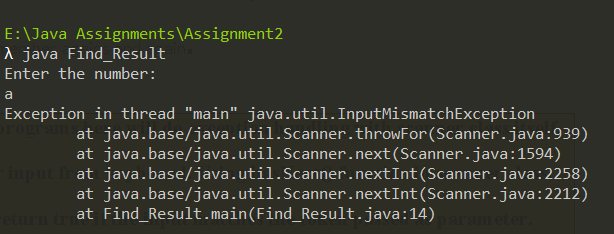 E:\Java Assignments\Assignment2
λ java Find_Result
Enter the number:
a
Exception in thread "main" java.util.InputMismatchException
at java.base/java.util.Scanner.throwFor(Scanner.java:939)
at java.base/java.util.Scanner.next(Scanner.java:1594)
at java.base/java.util.Scanner.nextInt(Scanner.java:2258)
at java.base/java.util.Scanner.nextInt(Scanner.java:2212)
at Find_Result.main(Find_Result.java:14)